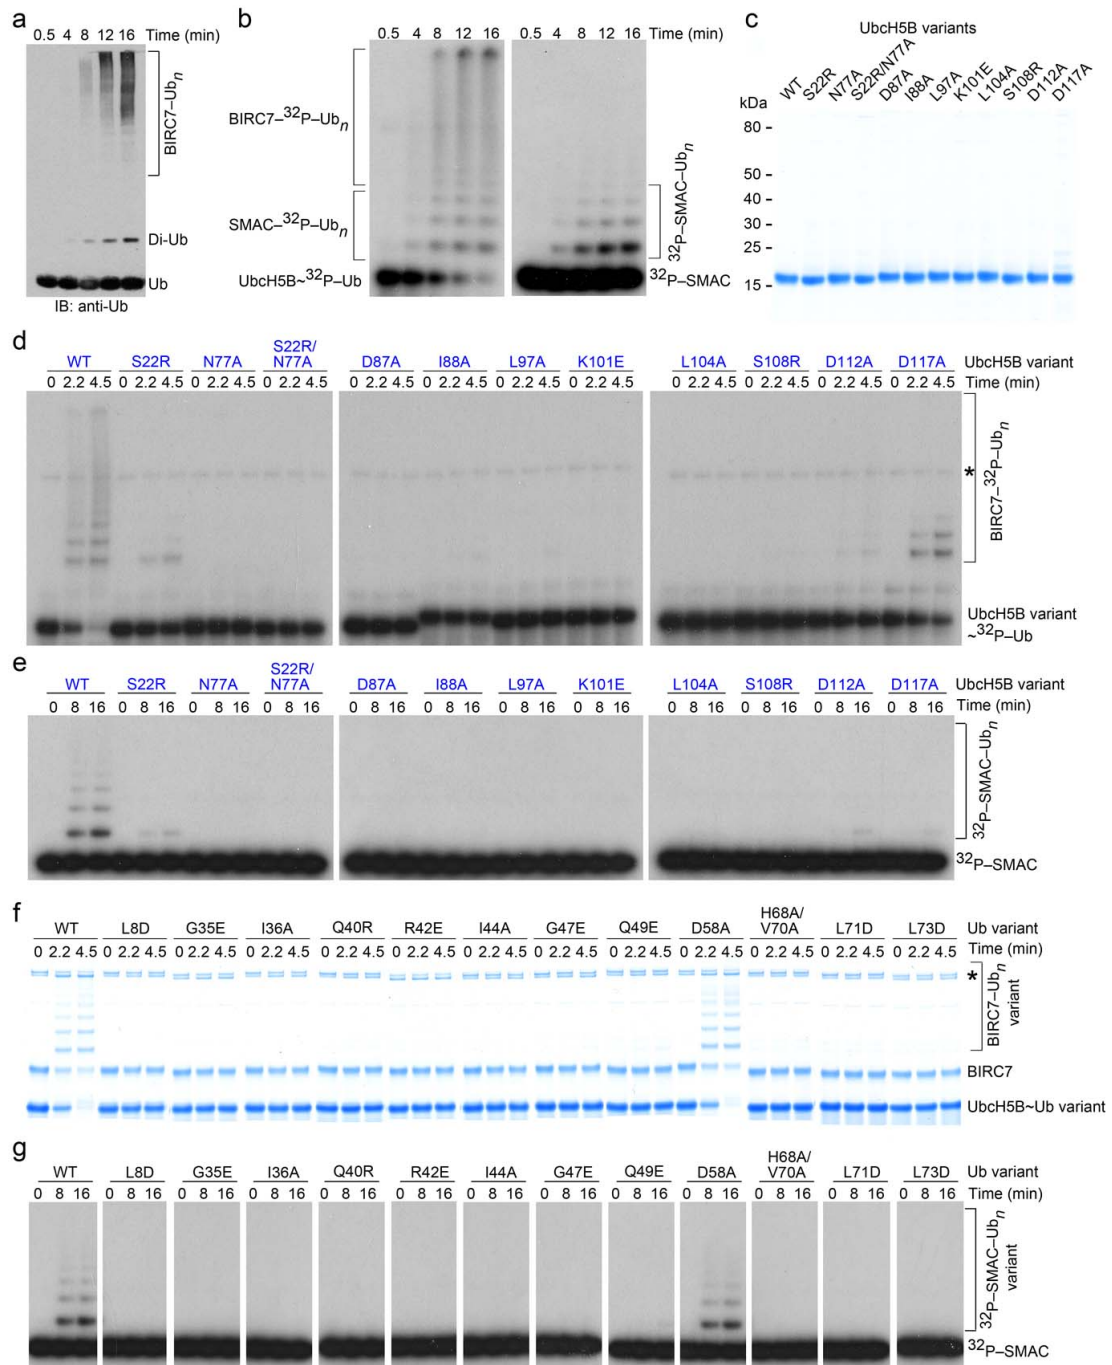 a
0.5 4 8 12 16 Time (min)
BIRC7–Ubn
Di-Ub
Ub
IB: anti-Ub
b
0.5 4 8 12 16 0.5 4 8 12 16 Time (min)
BIRC7–32P–Ubn
SMAC–32P–Ubn
UbcH5B~32P–Ub
32P–SMAC–Ubn
32P–SMAC
c
UbcH5B variants
WT S22R N77A S22R/N77A D87A I88A L97A K101E L104A S108R D112A D117A
kDa
80 -
50 -
40 -
30 -
25 -
15 -
d
WT S22R N77A S22R/
N77A D87A I88A L97A K101E L104A S108R D112A D117A UbcH5B variant
0 2.2 4.5 0 2.2 4.5 0 2.2 4.5 0 2.2 4.5 0 2.2 4.5 0 2.2 4.5 0 2.2 4.5 0 2.2 4.5 0 2.2 4.5 0 2.2 4.5 0 2.2 4.5 0 2.2 4.5 Time (min)
*
BIRC7–32P–Ubn
UbcH5B variant
~32P–Ub
e
WT S22R N77A S22R/
N77A D87A I88A L97A K101E L104A S108R D112A D117A UbcH5B variant
0 8 16 0 8 16 0 8 16 0 8 16 0 8 16 0 8 16 0 8 16 0 8 16 0 8 16 0 8 16 0 8 16 0 8 16 Time (min)
32P–SMAC–Ubn
32P–SMAC
f
WT L8D G35E I36A Q40R R42E I44A G47E Q49E D58A H68A/
V70A L71D L73D Ub variant
0 2.2 4.5 0 2.2 4.5 0 2.2 4.5 0 2.2 4.5 0 2.2 4.5 0 2.2 4.5 0 2.2 4.5 0 2.2 4.5 0 2.2 4.5 0 2.2 4.5 0 2.2 4.5 0 2.2 4.5 0 2.2 4.5 Time (min)
*
BIRC7–Ubn
variant
BIRC7
UbcH5B~Ub variant
g
WT L8D G35E I36A Q40R R42E I44A G47E Q49E D58A H68A/
V70A L71D L73D Ub variant
0 8 16 0 8 16 0 8 16 0 8 16 0 8 16 0 8 16 0 8 16 0 8 16 0 8 16 0 8 16 0 8 16 0 8 16 0 8 16 Time (min)
32P–SMAC–Ubn
variant
32P–SMAC